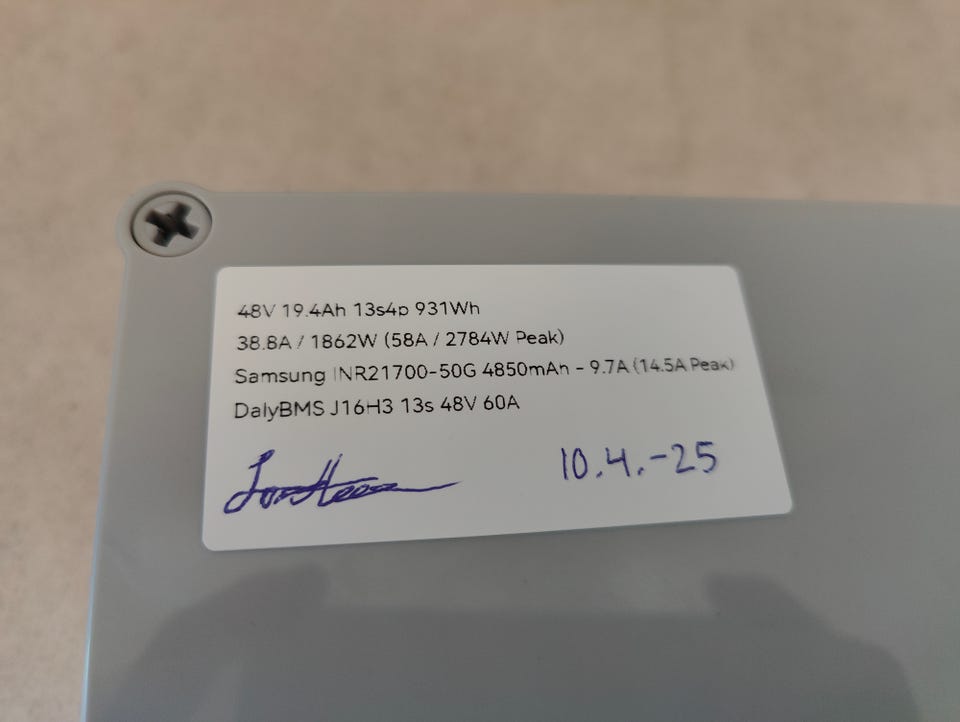 48V 19.4Ah 13s4p 931Wh
38.8A / 1862W (58A / 2784W Peak)
Samsung INR21700-50G 4850mAh - 9.7A (14.5A Peak)
DalyBMS J16H3 13s 48V 60A
10.4.-25